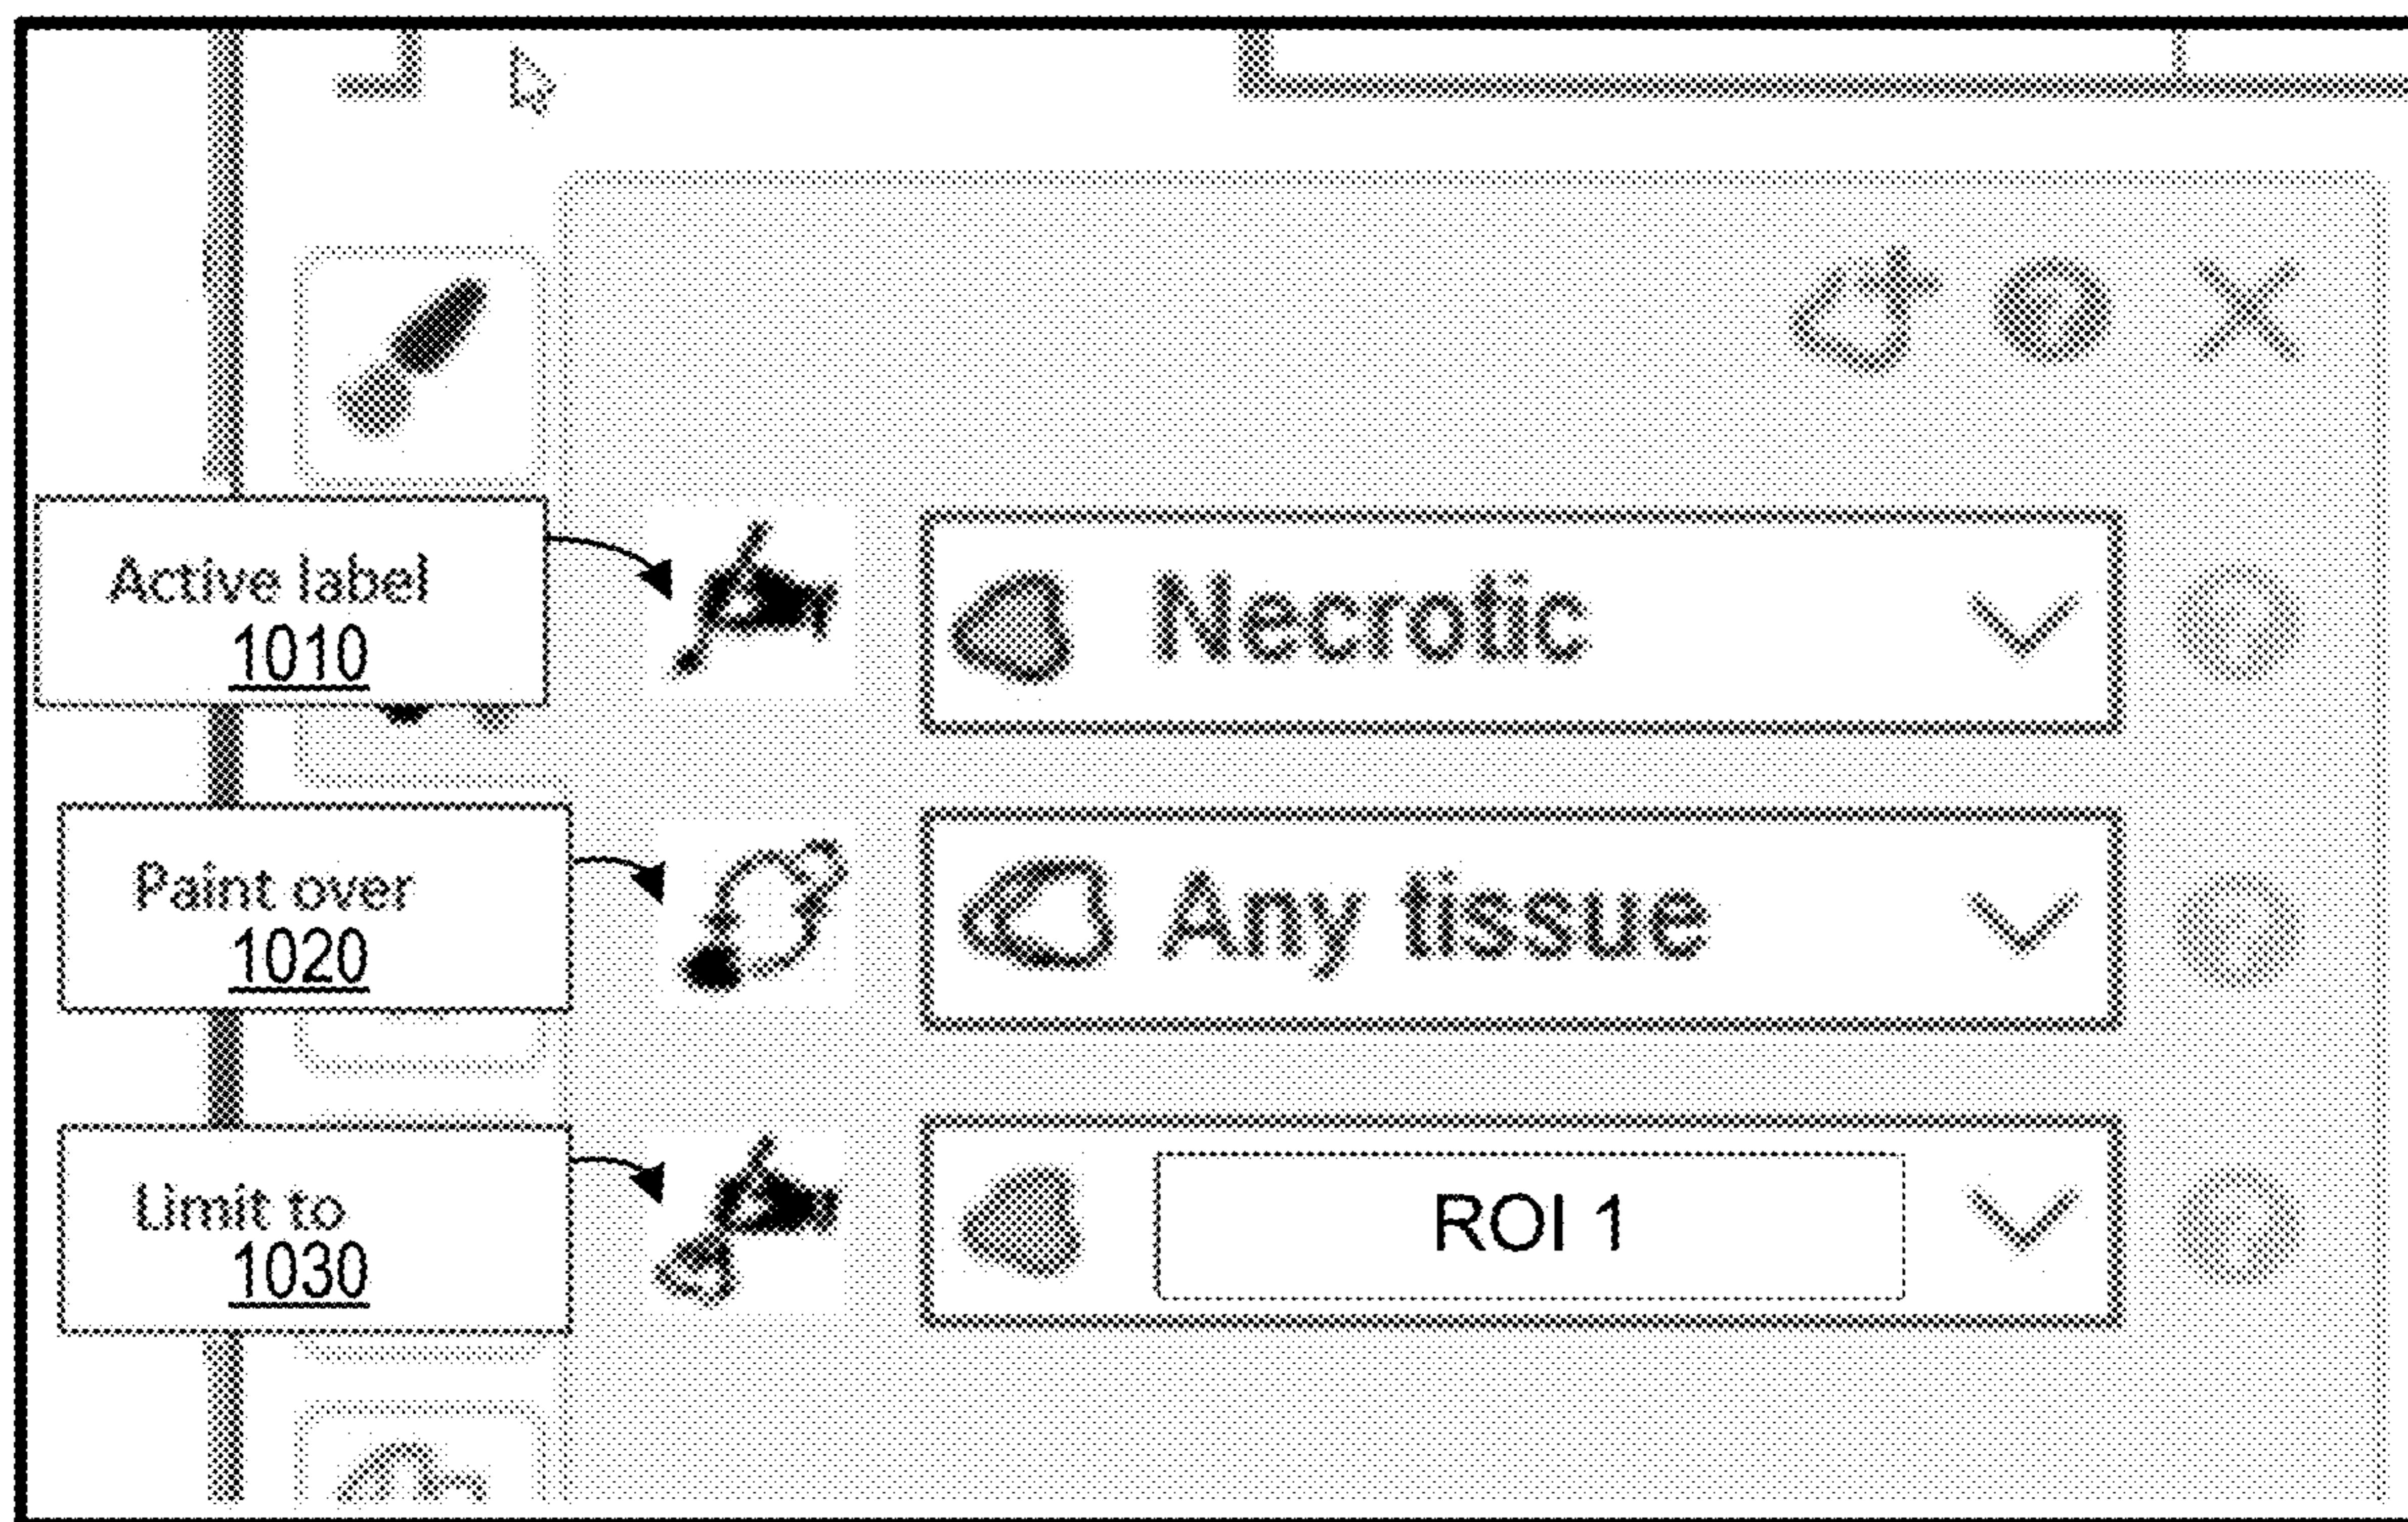 Active label
1010
Necrotic
Paint over
1020
Any tissue
Limit to
1030
ROI 1